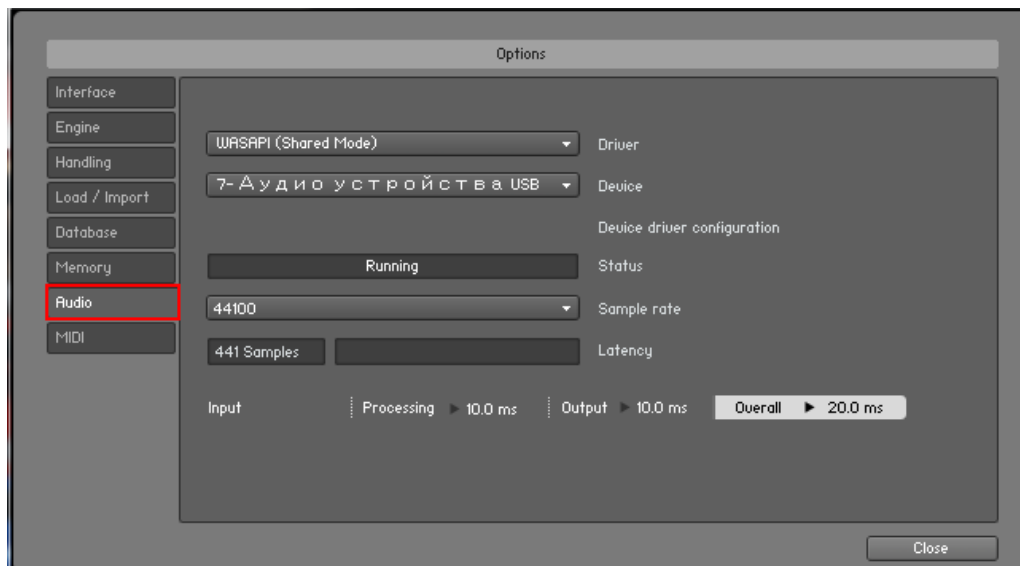 Options
Interface
Engine
Handling
Load / Import
Database
Memory
Audio
MIDI
WASAPI (Shared Mode) Driver
7- Аудио устройства USB Device
Device driver configuration
Running Status
44100 Sample rate
441 Samples Latency
Input Processing ▶ 10.0 ms Output ▶ 10.0 ms Overall ▶ 20.0 ms
Close